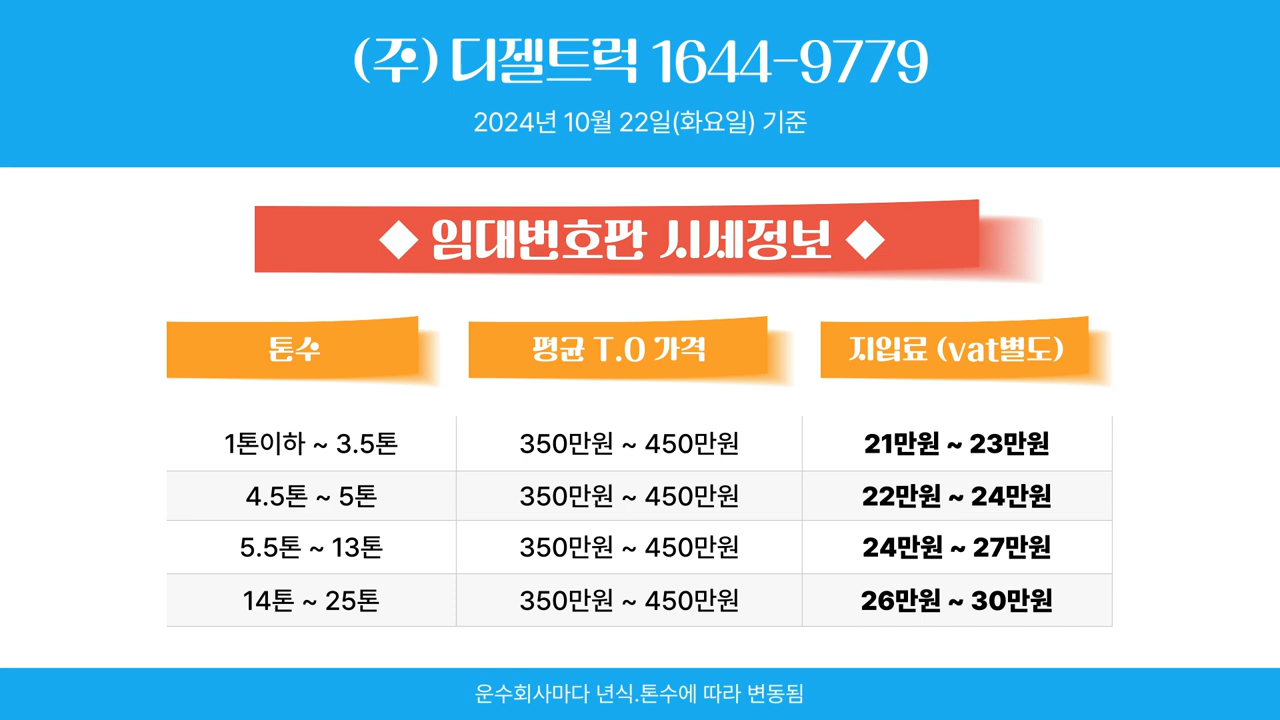 (주) 디젤트럭 1644-9779
2024년 10월 22일(화요일) 기준
◆ 임대번호판 시세정보 ◆
톤수 평균 T.O 가격 지입료 (vat별도)
1톤이하 ~ 3.5톤 350만원 ~ 450만원 21만원 ~ 23만원
4.5톤 ~ 5톤 350만원 ~ 450만원 22만원 ~ 24만원
5.5톤 ~ 13톤 350만원 ~ 450만원 24만원 ~ 27만원
14톤 ~ 25톤 350만원 ~ 450만원 26만원 ~ 30만원
운수회사마다 년식.톤수에 따라 변동됨